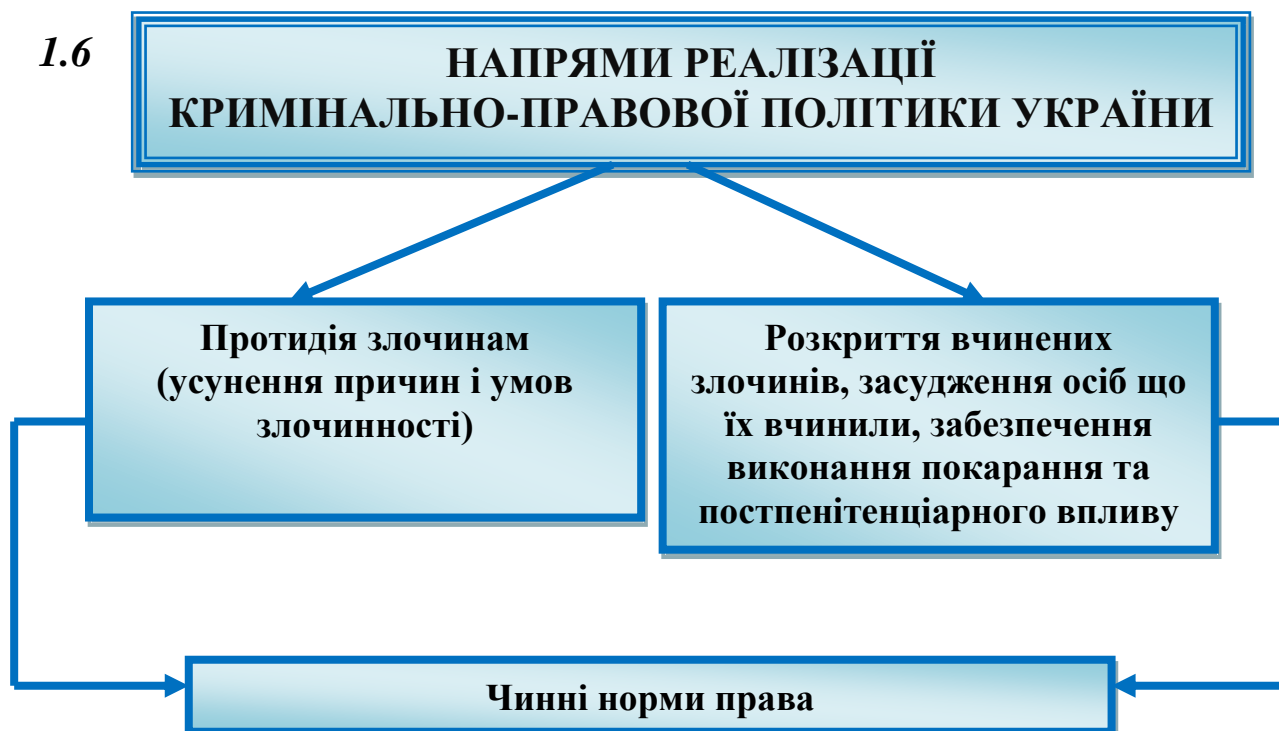 1.6
НАПРЯМИ РЕАЛІЗАЦІЇ
КРИМІНАЛЬНО-ПРАВОВОЇ ПОЛІТИКИ УКРАЇНИ
Протидія злочинам
(усунення причин і умов
злочинності)
Розкриття вчинених
злочинів, засудження осіб що
їх вчинили, забезпечення
виконання покарання та
постпенітенціарного впливу
Чинні норми права